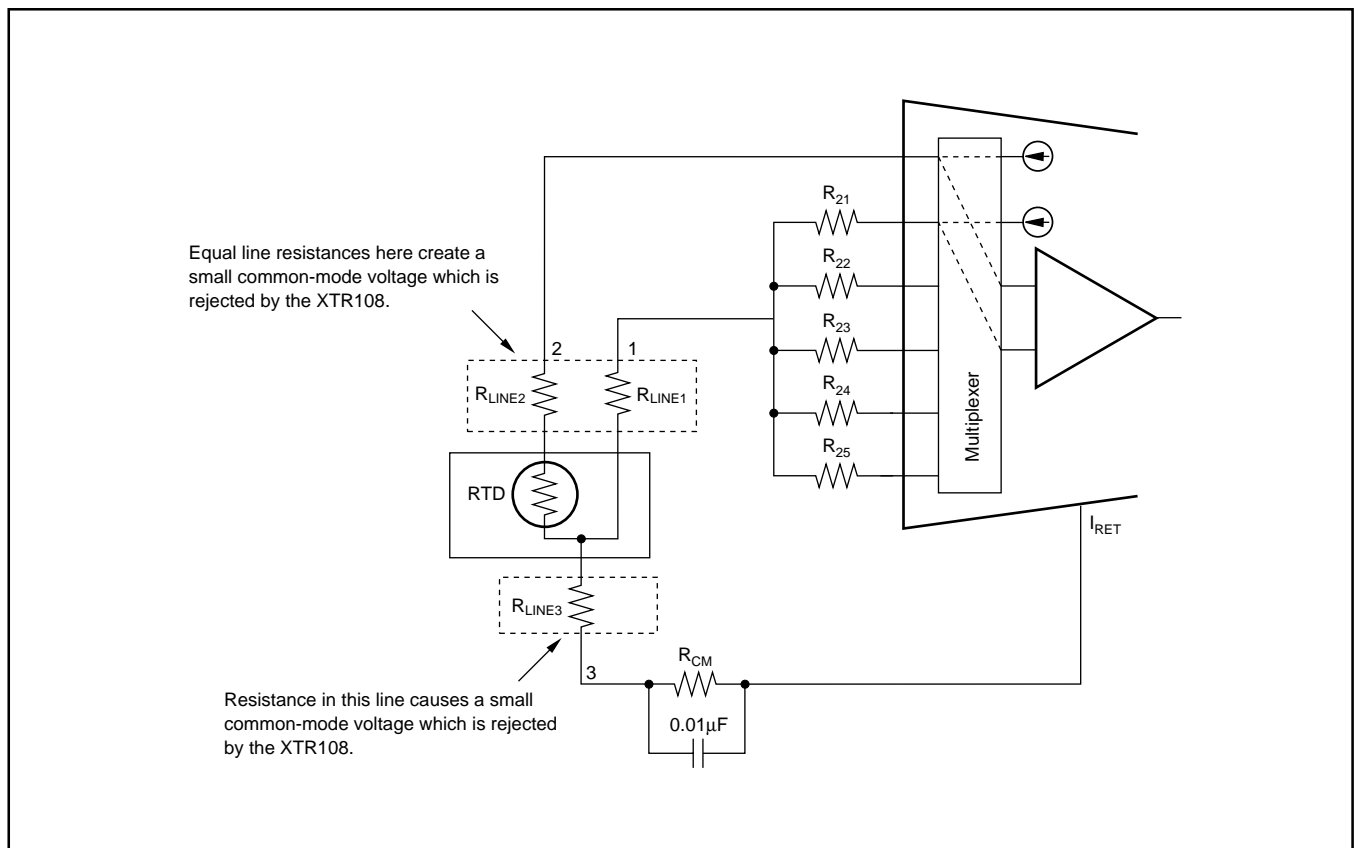 Equal line resistances here create a
small common-mode voltage which is
rejected by the XTR108.
R21
R22
R23
R24
R25
Multiplexer
2
1
RLINE2
RLINE1
RTD
IRET
RLINE3
3
RCM
0.01µF
Resistance in this line causes a small
common-mode voltage which is rejected
by the XTR108.